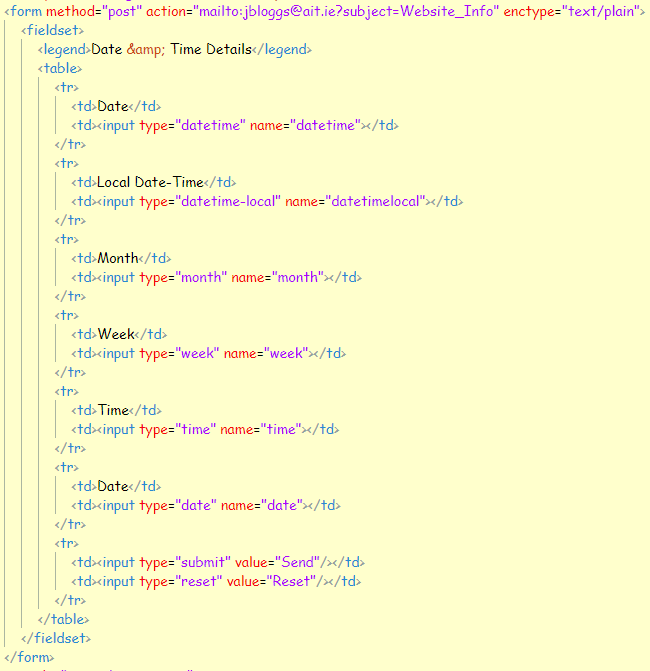 <form method="post" action="mailto:jbloggs@ait.ie?subject=Website_Info" enctype="text/plain">
<fieldset>
<legend>Date &amp; Time Details</legend>
<table>
<tr>
<td>Date</td>
<td><input type="datetime" name="datetime"></td>
</tr>
<tr>
<td>Local Date-Time</td>
<td><input type="datetime-local" name="datetimelocal"></td>
</tr>
<tr>
<td>Month</td>
<td><input type="month" name="month"></td>
</tr>
<tr>
<td>Week</td>
<td><input type="week" name="week"></td>
</tr>
<tr>
<td>Time</td>
<td><input type="time" name="time"></td>
</tr>
<tr>
<td>Date</td>
<td><input type="date" name="date"></td>
</tr>
<tr>
<td><input type="submit" value="Send"/></td>
<td><input type="reset" value="Reset"/></td>
</tr>
</table>
</fieldset>
</form>